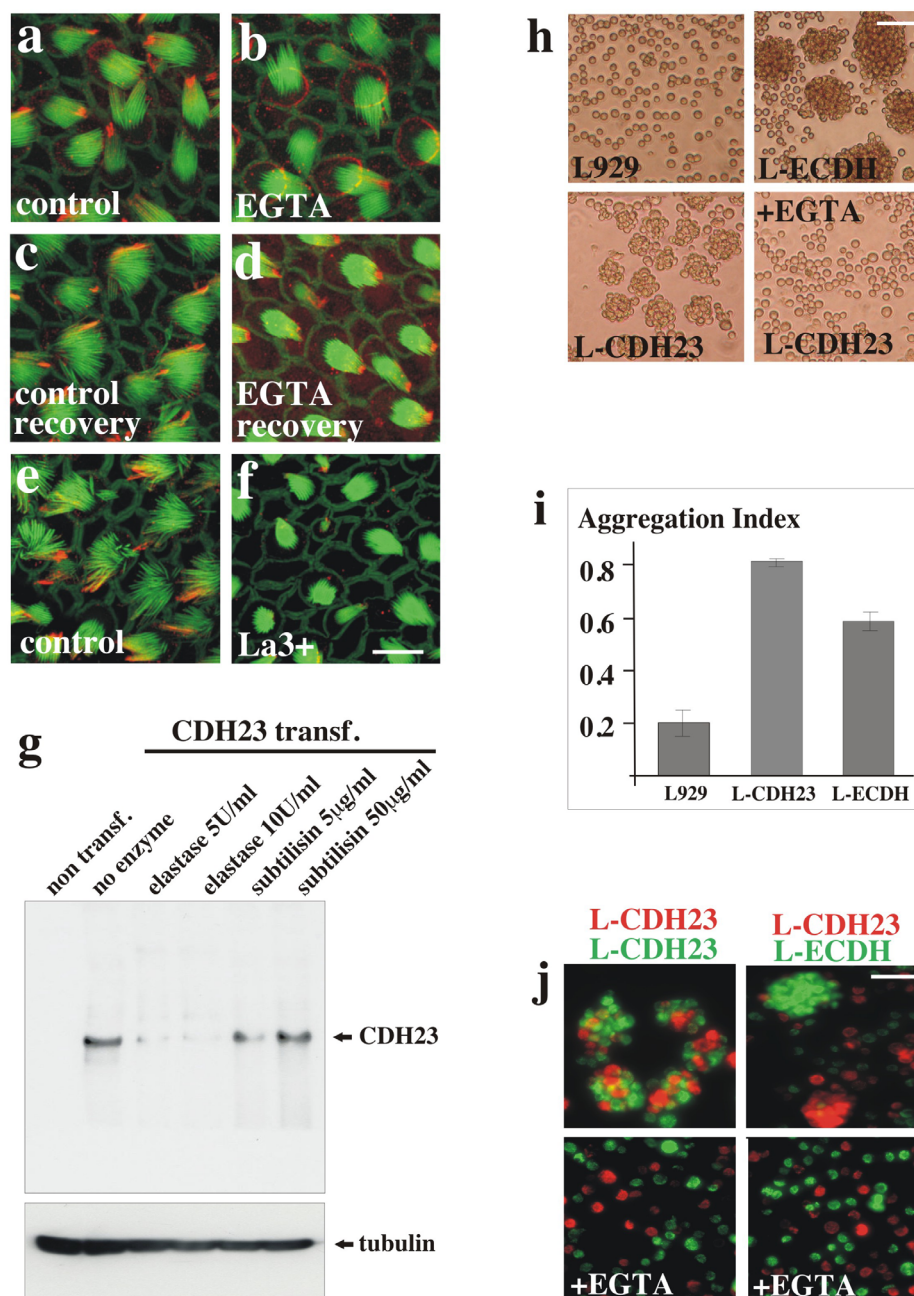 a
control
b
EGTA
c
control
recovery
d
EGTA
recovery
e
control
f
La3+
g
CDH23 transf.
non transf.
no enzyme
elastase 5U/ml
elastase 10U/ml
subtilisin 5µg/ml
subtilisin 50µg/ml
CDH23
tubulin
h
L929
L-ECDH
L-CDH23
+EGTA
L-CDH23
i
Aggregation Index
0.8
0.6
0.4
0.2
L929 L-CDH23 L-ECDH
j
L-CDH23
L-CDH23
L-CDH23
L-ECDH
+EGTA
+EGTA